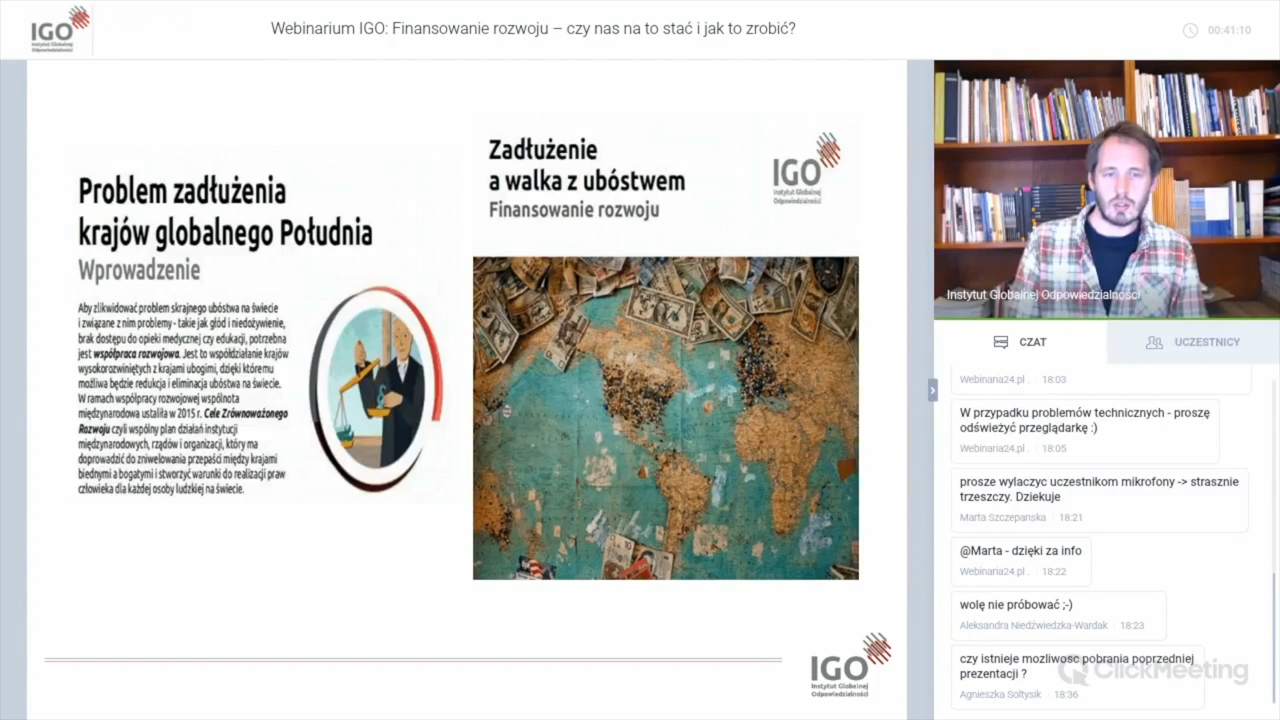 IGO
Instytut Globalnej
Odpowiedzialności
Webinarium IGO: Finansowanie rozwoju – czy nas na to stać i jak to zrobić?
00:41:10
Problem zadłużenia
krajów globalnego Południa
Wprowadzenie
Aby zlikwidować problem skrajnego ubóstwa na świecie
i związane z nim problemy - takie jak głód i niedożywienie,
brak dostępu do opieki medycznej czy edukacji, potrzebna
jest współpraca rozwojowa. Jest to współdziałanie krajów
wysokorozwiniętych z krajami ubogimi, dzięki któremu
możliwa będzie redukcja i eliminacja ubóstwa na świecie.
W ramach współpracy rozwojowej wspólnota
międzynarodowa ustaliła w 2015 r. Cele Zrównoważonego
Rozwoju czyli wspólny plan działań instytucji
międzynarodowych, rządów i organizacji, który ma
doprowadzić do zniwelowania przepaści między krajami
biednymi a bogatymi i stworzyć warunki do realizacji praw
człowieka dla każdej osoby ludzkiej na świecie.
Zadłużenie
a walka z ubóstwem
Finansowanie rozwoju
IGO
Instytut Globalnej
Odpowiedzialności
IGO
Instytut Globalnej
Odpowiedzialności
Instytut Globalnej Odpowiedzialności
CZAT
UCZESTNICY
Webinaria24.pl . 18:03
W przypadku problemów technicznych - proszę
odświeżyć przeglądarkę :)
Webinaria24.pl . 18:05
prosze wylaczyc uczestnikom mikrofony -> strasznie
trzeszczy. Dziekuje
Marta Szczepanska 18:21
@Marta - dzięki za info
Webinaria24.pl . 18:22
wolę nie próbować ;-)
Aleksandra Niedźwiedzka-Wardak 18:23
czy istnieje mozliwosc pobrania poprzedniej
prezentacji ?
Agnieszka Soltysik 18:36
ClickMeeting